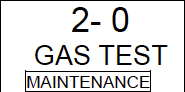 2- 0
GAS TEST
MAINTENANCE